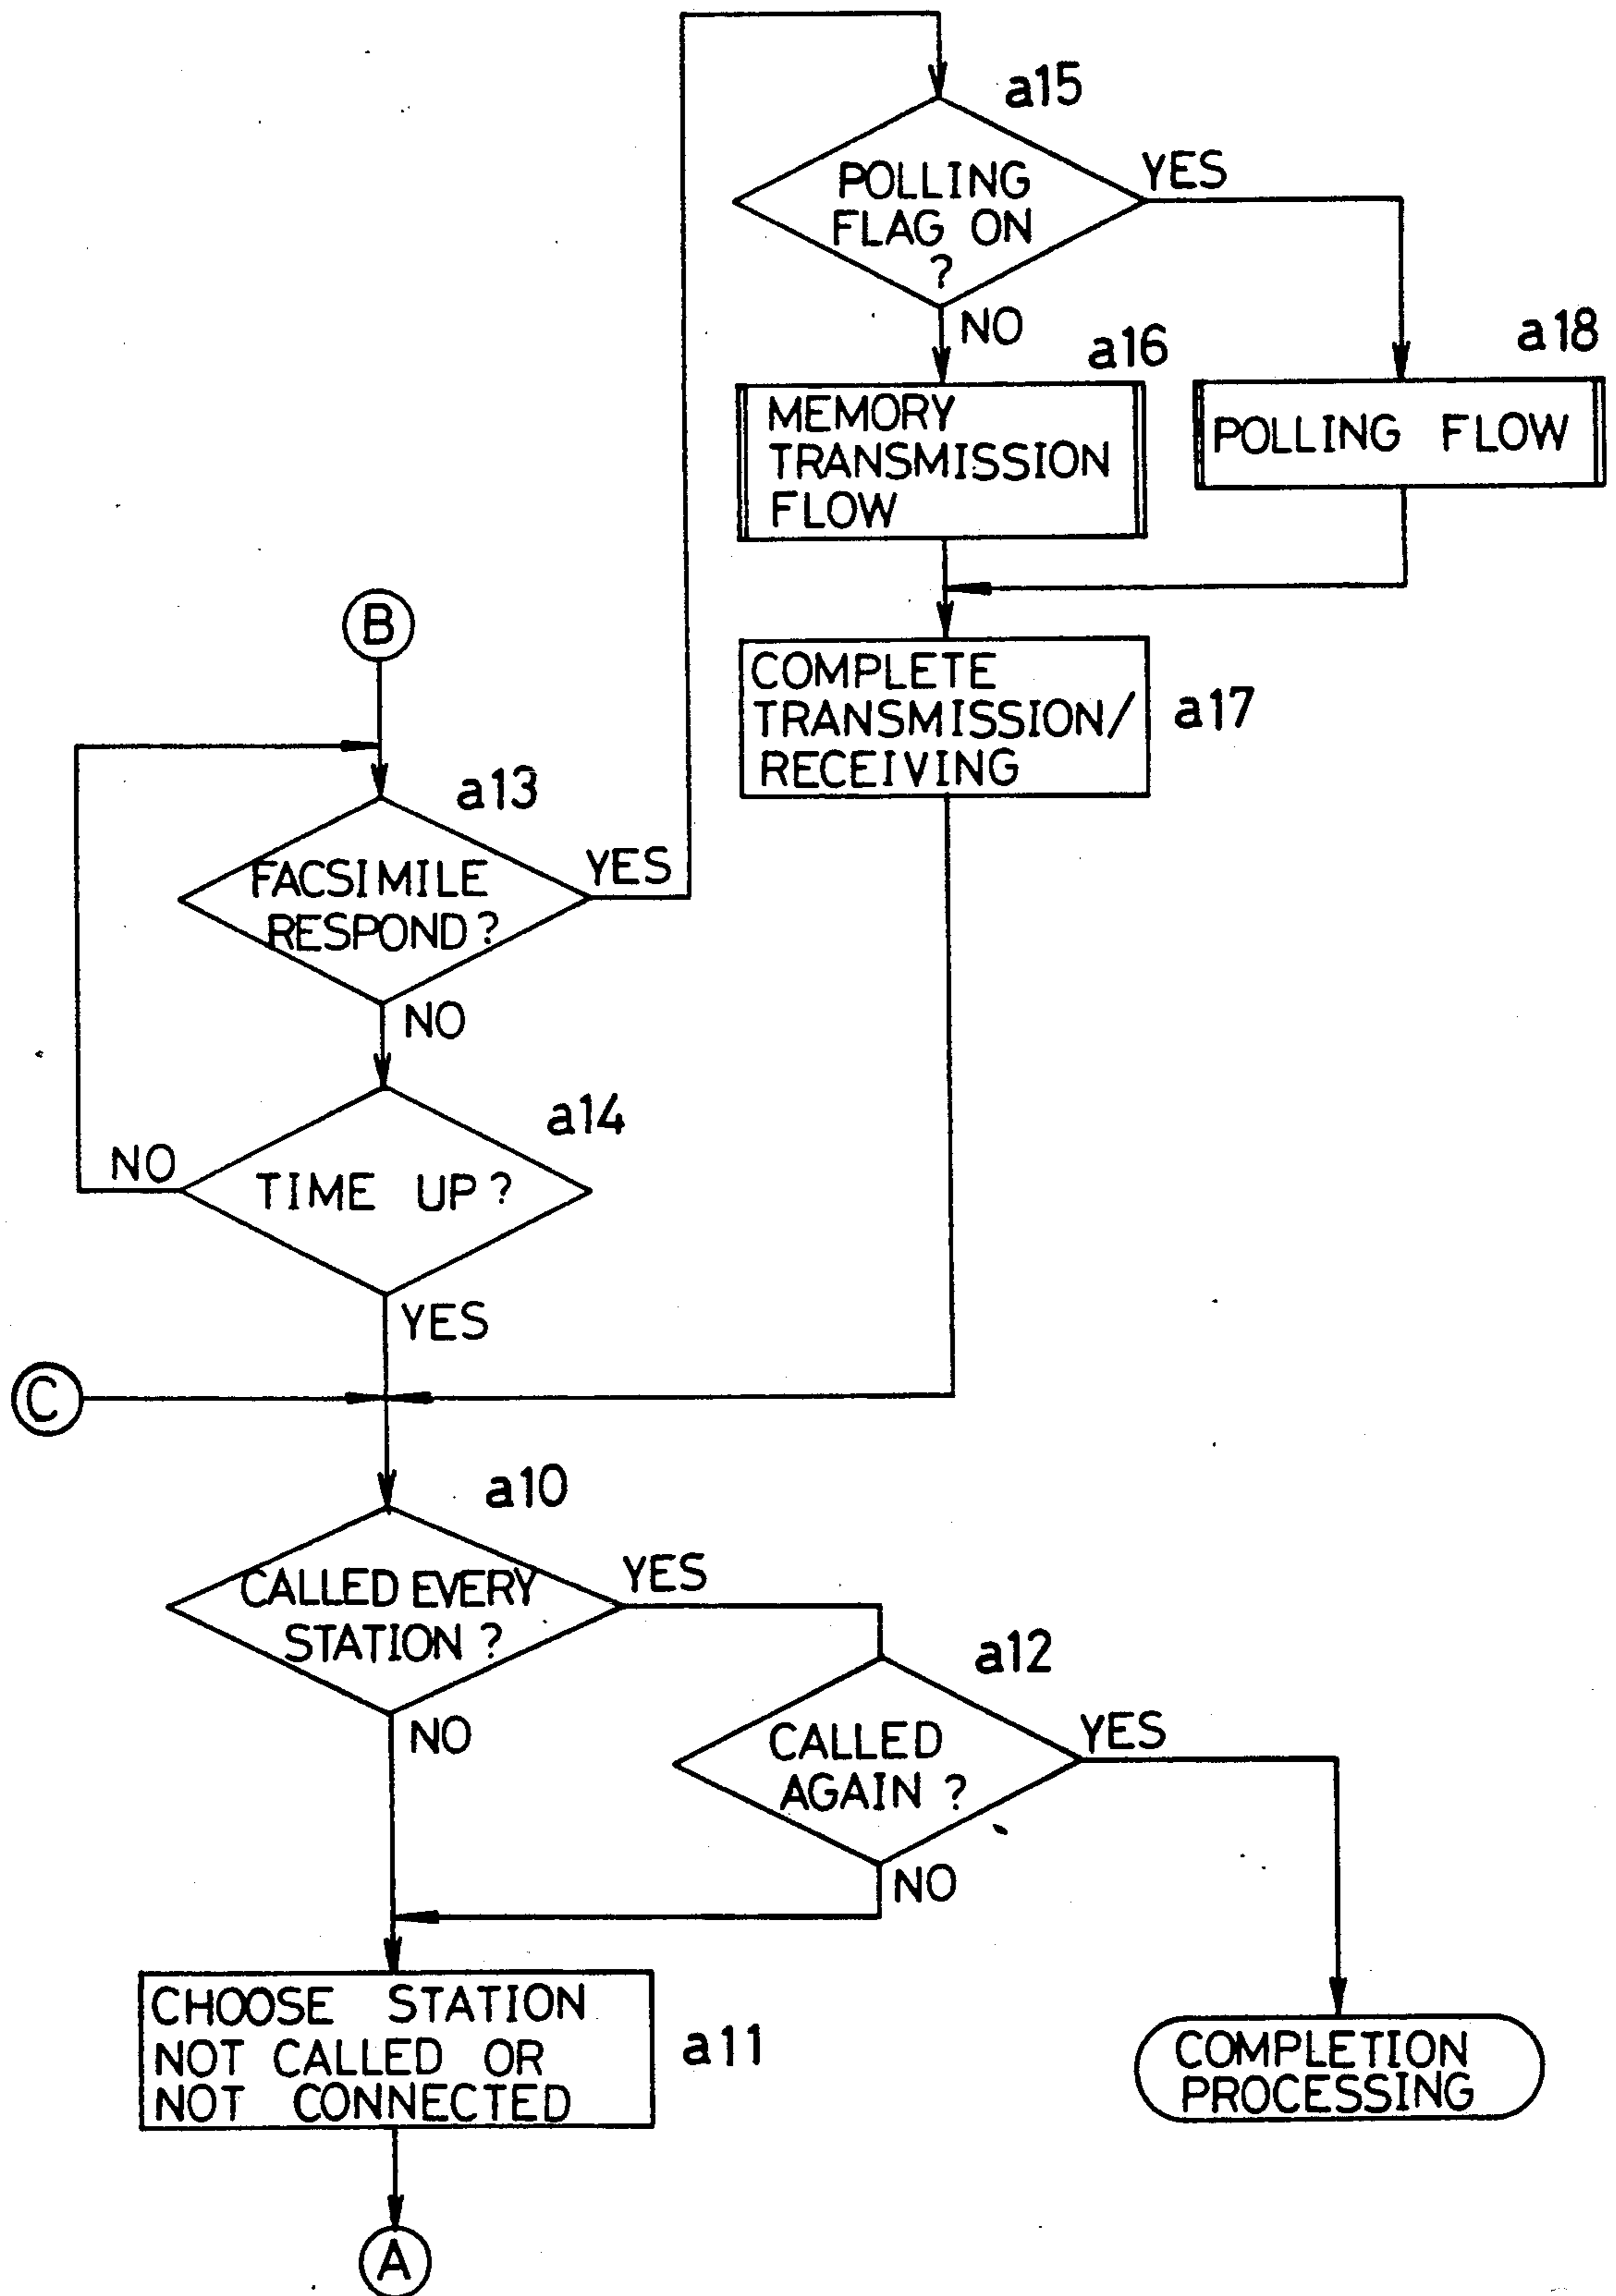 a15
POLLING
FLAG ON
?
YES
NO
a16
a18
MEMORY
TRANSMISSION
FLOW
POLLING FLOW
B
COMPLETE
TRANSMISSION/
RECEIVING
a17
a13
FACSIMILE
RESPOND?
YES
NO
a14
NO
TIME UP?
YES
C
a10
CALLED EVERY
STATION?
YES
NO
a12
CALLED
AGAIN?
YES
NO
CHOOSE STATION
NOT CALLED OR
NOT CONNECTED
a11
COMPLETION
PROCESSING
A